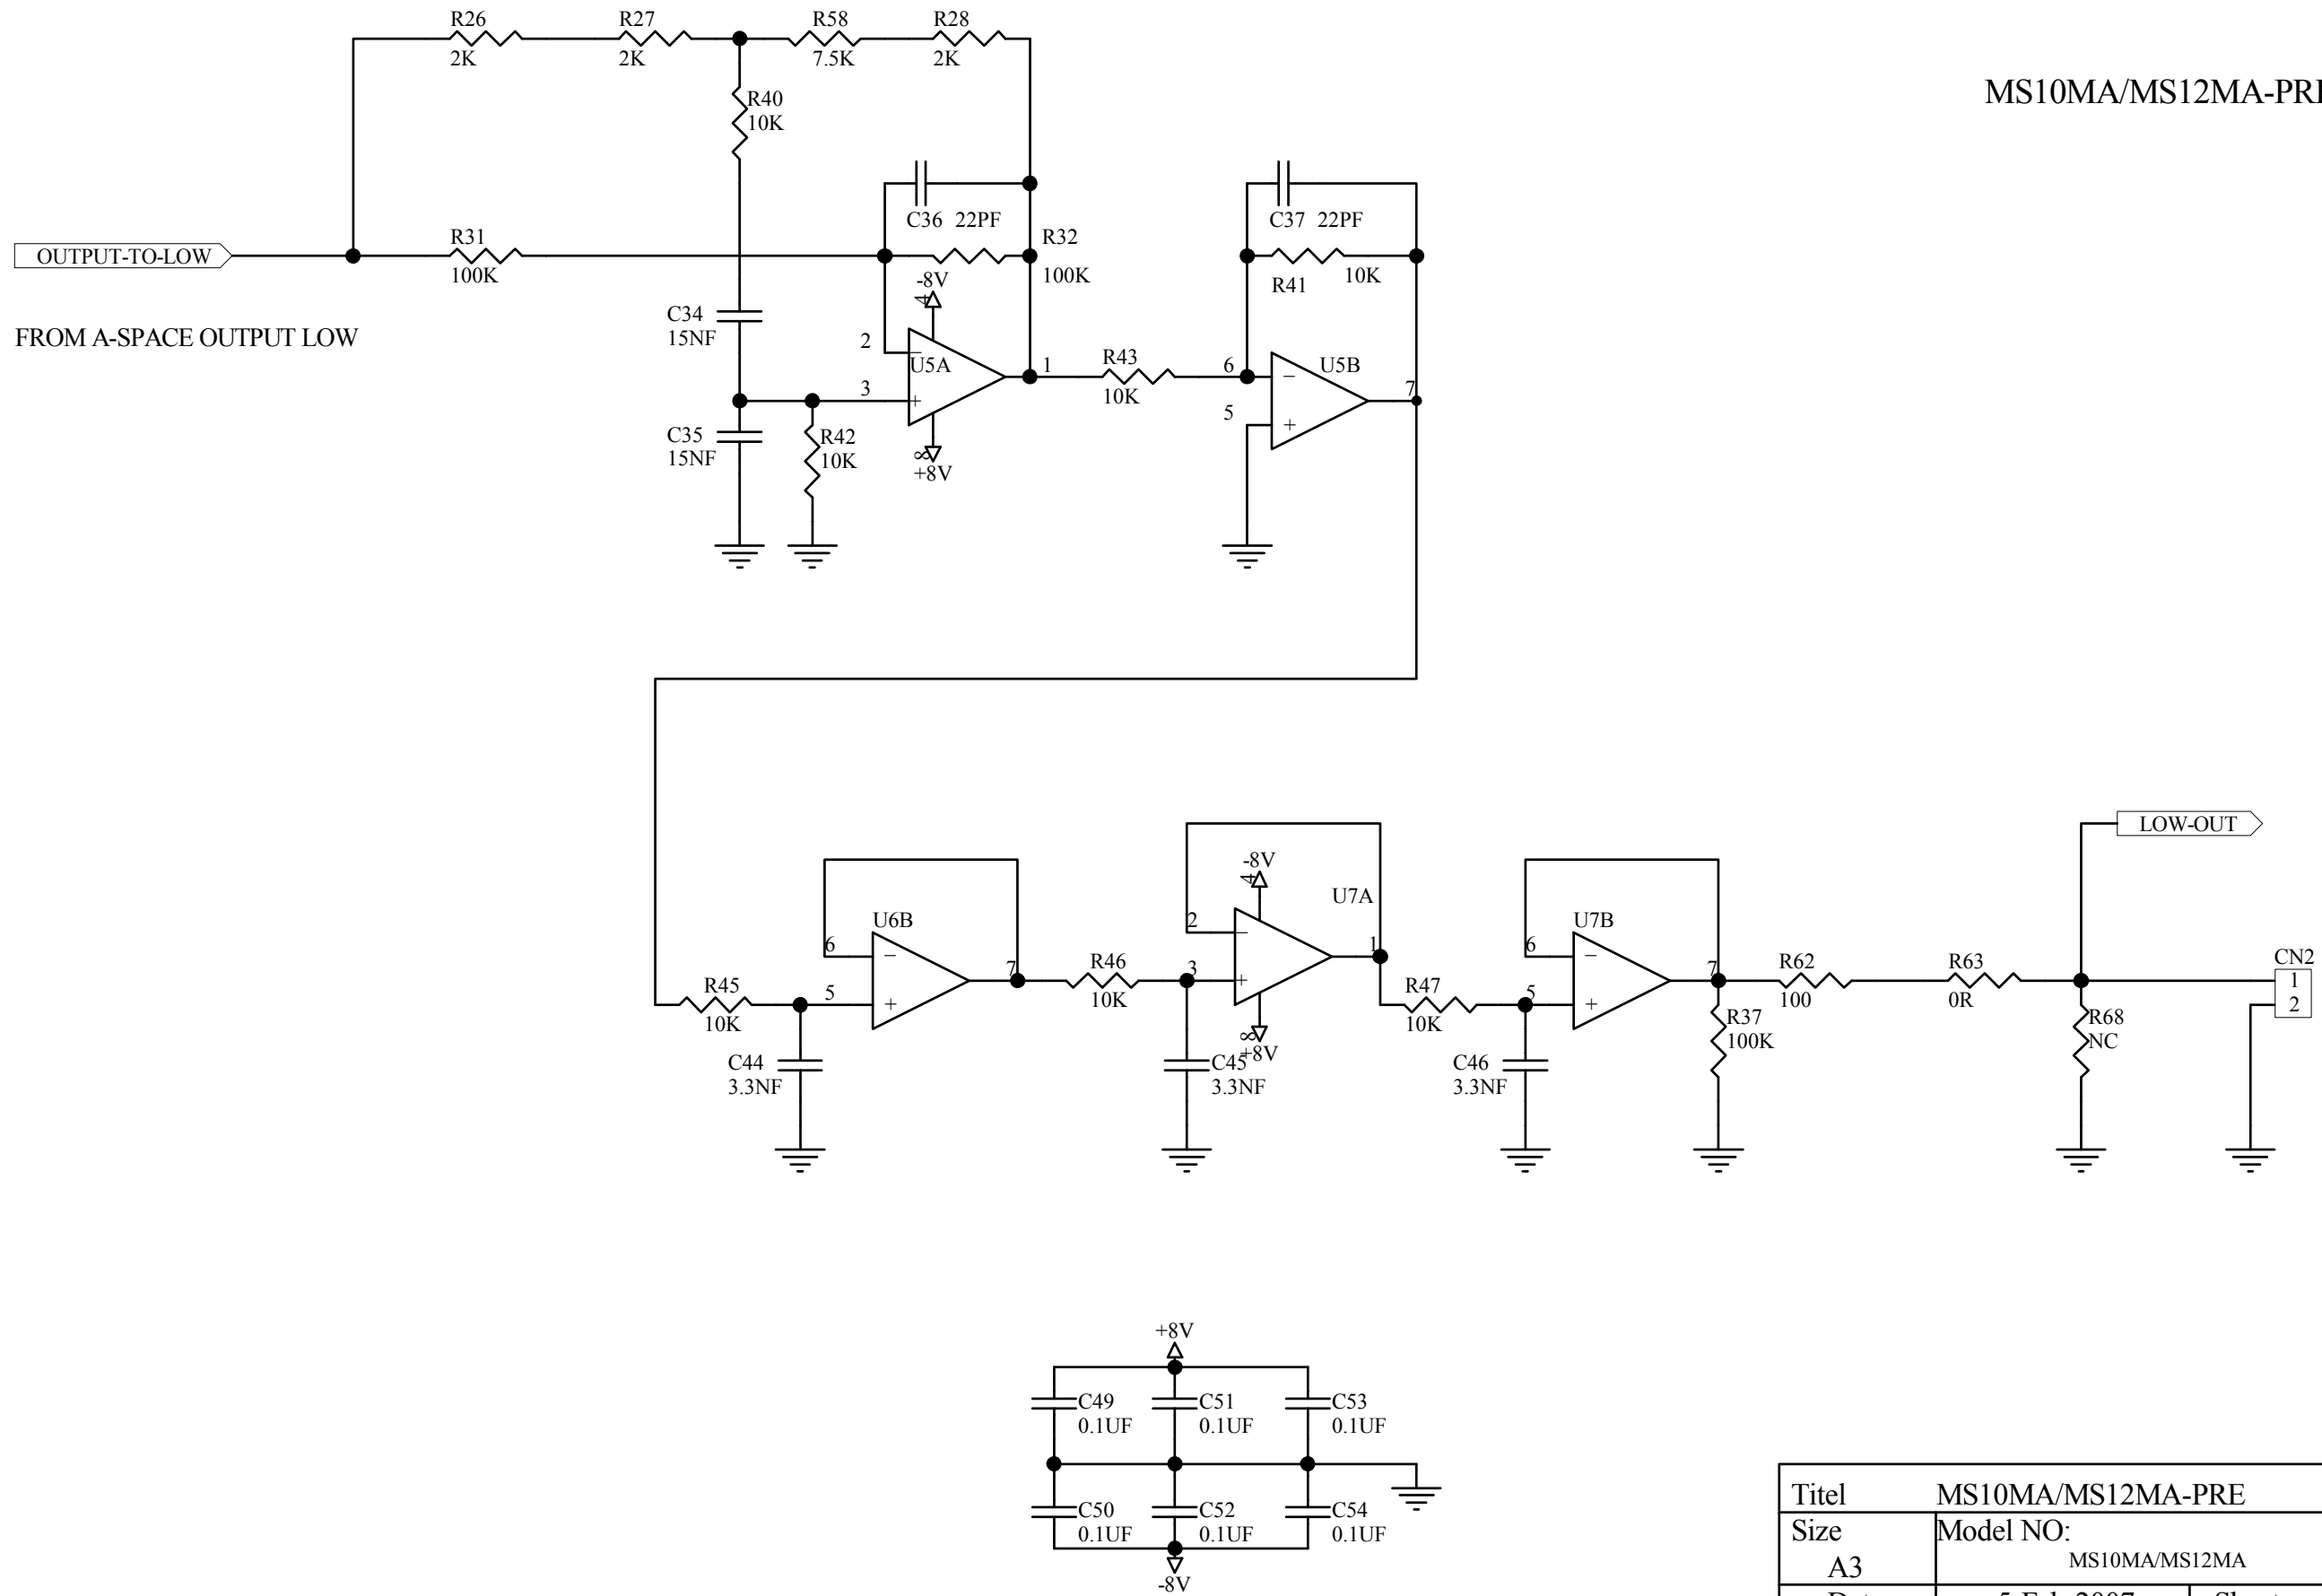 R26
2K
R27
2K
R58
7.5K
R28
2K
MS10MA/MS12MA-PRE
R40
10K
C36 22PF
C37 22PF
OUTPUT-TO-LOW
R31
100K
R32
100K
R41
10K
FROM A-SPACE OUTPUT LOW
C34
15NF
-8V
4
2
U5A
3
1
8
+8V
R43
10K
6
U5B
5
7
C35
15NF
R42
10K
LOW-OUT
U6B
6
5
7
R45
10K
C44
3.3NF
R46
10K
-8V
4
U7A
2
3
1
8
+8V
C45
3.3NF
R47
10K
C46
3.3NF
U7B
6
5
7
R62
100
R63
0R
R37
100K
R68
NC
CN2
1
2
+8V
C49
0.1UF
C51
0.1UF
C53
0.1UF
C50
0.1UF
C52
0.1UF
C54
0.1UF
-8V
Titel MS10MA/MS12MA-PRE
Size Model NO:
A3 MS10MA/MS12MA